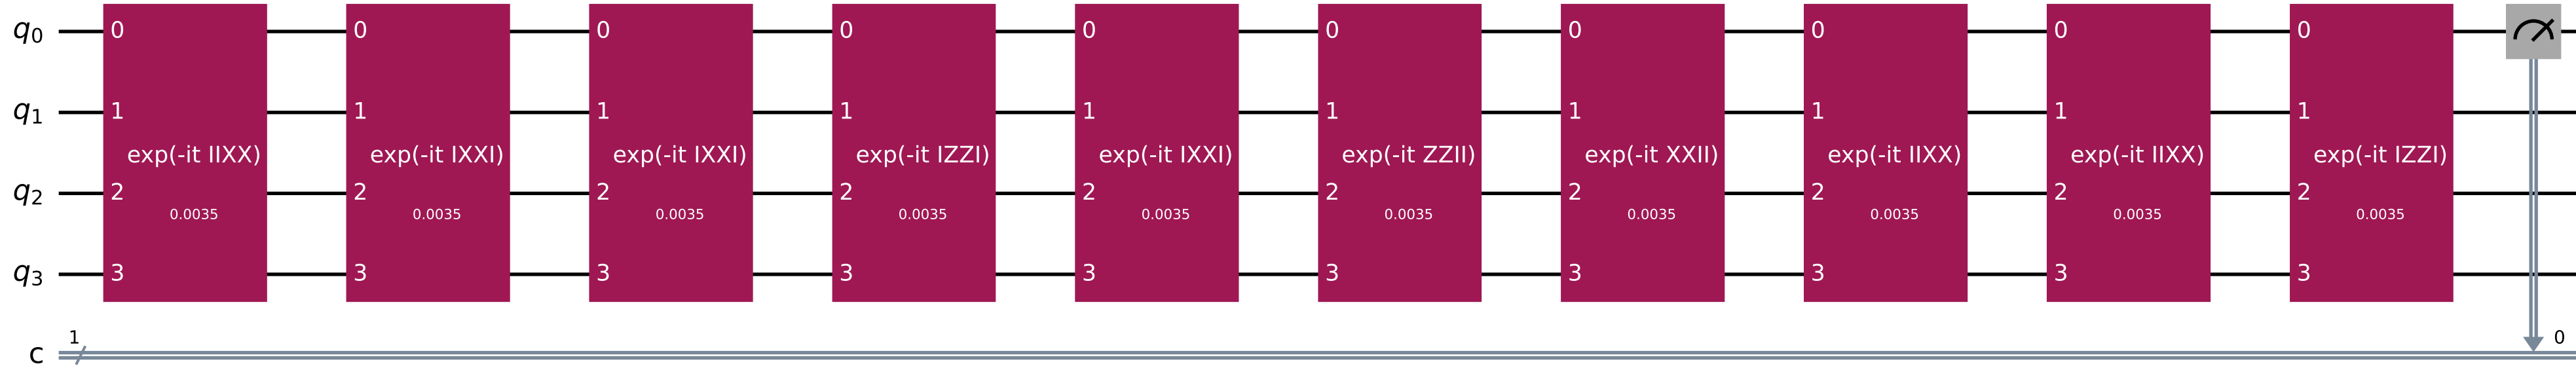 q0 0 0 0 0 0 0 0 0 0 0
q1 1 1 1 1 1 1 1 1 1 1
exp(-it IIXX) exp(-it IXXI) exp(-it IXXI) exp(-it IZZI) exp(-it IXXI) exp(-it ZZII) exp(-it XXII) exp(-it IIXX) exp(-it IIXX) exp(-it IZZI)
q2 2 2 2 2 2 2 2 2 2 2
0.0035 0.0035 0.0035 0.0035 0.0035 0.0035 0.0035 0.0035 0.0035 0.0035
q3 3 3 3 3 3 3 3 3 3 3
1 0
c